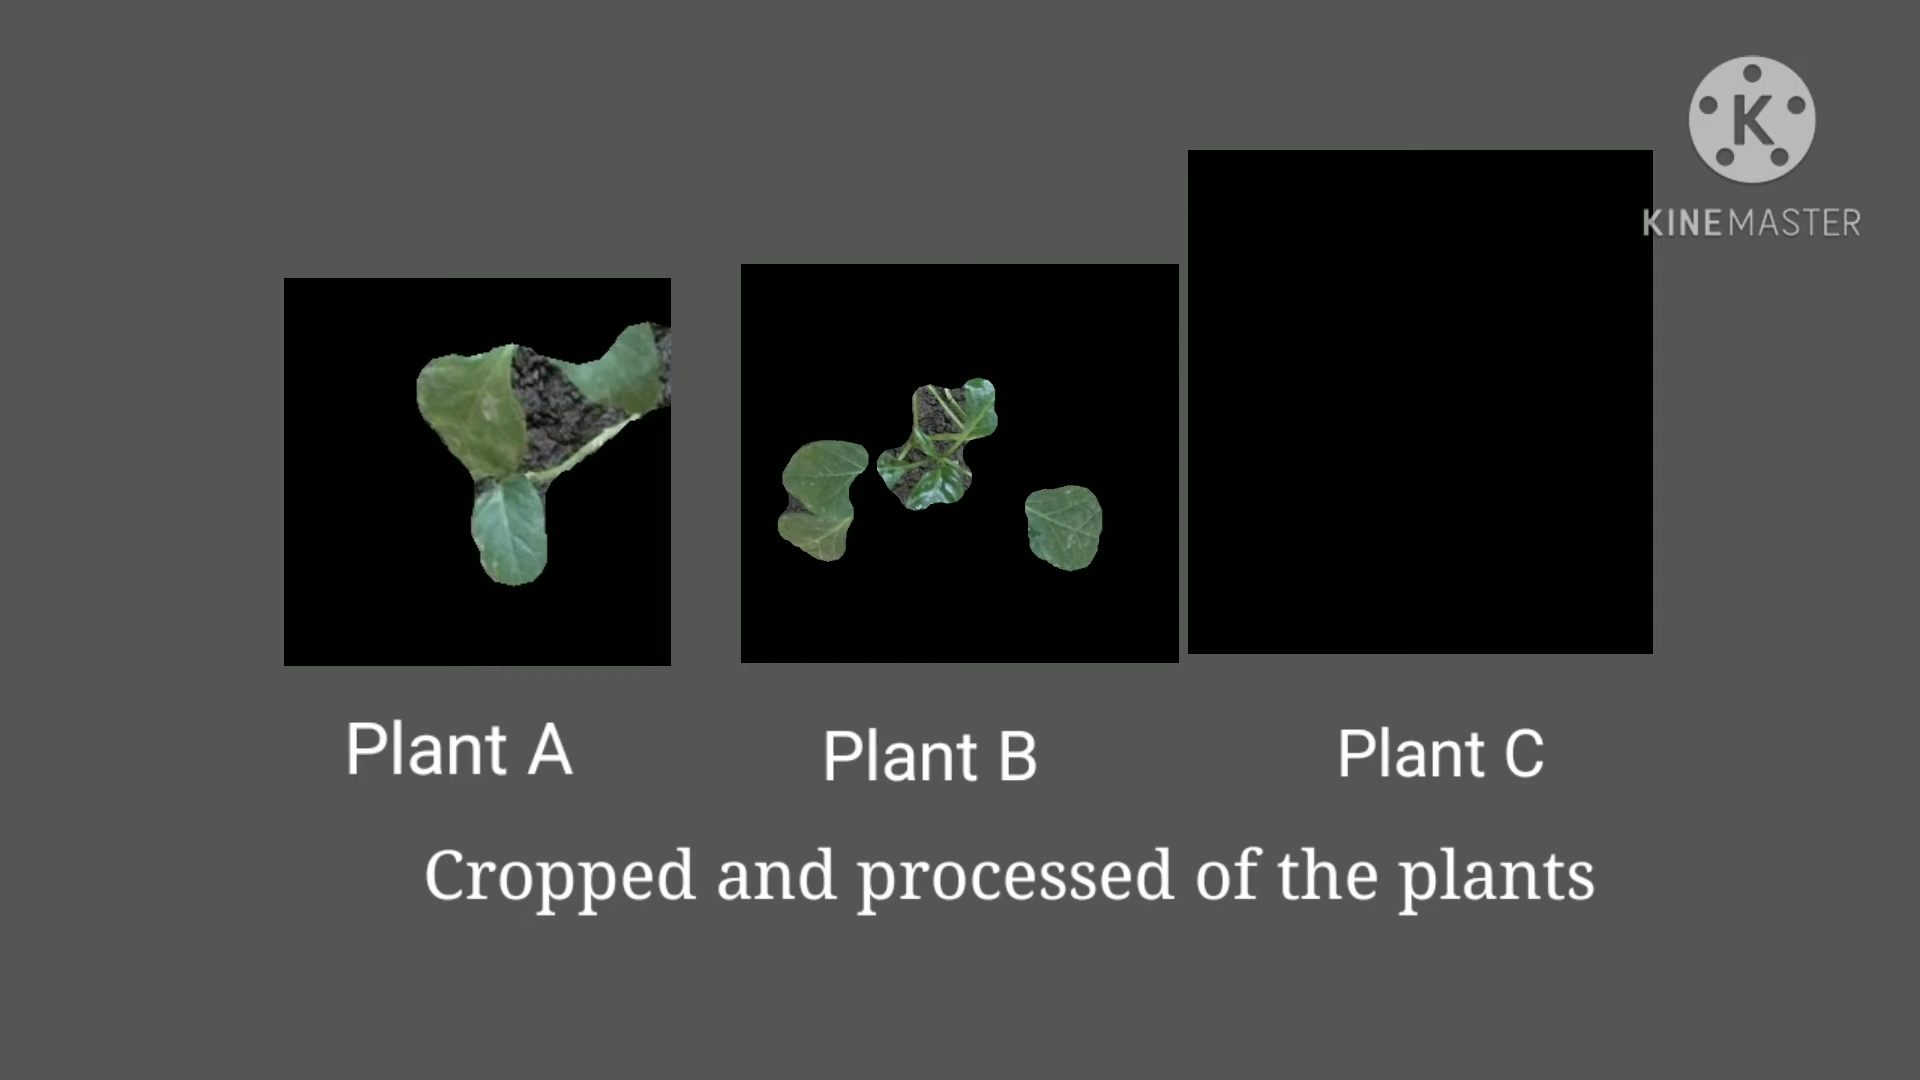 K
KINEMASTER
Plant A
Plant B
Plant C
Cropped and processed of the plants